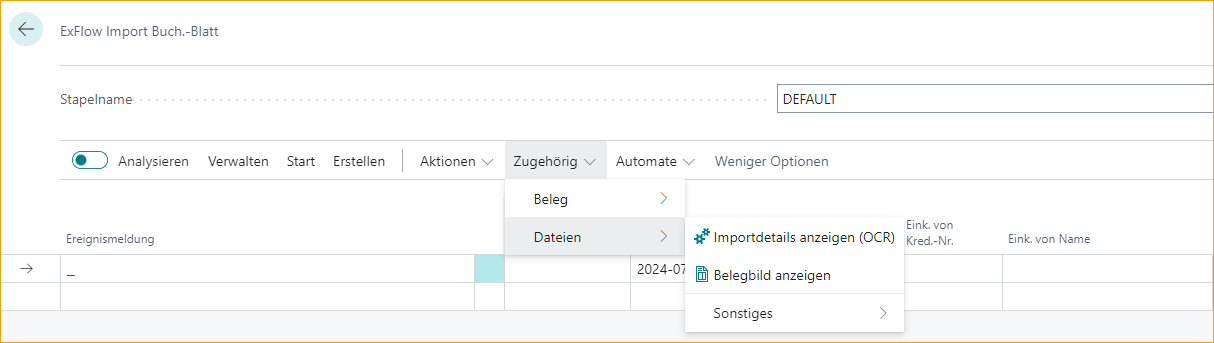 ExFlow Import Buch.-Blatt
Stapelname
DEFAULT
Analysieren
Verwalten
Start
Erstellen
Aktionen
Zugehörig
Automate
Weniger Optionen
Beleg
Dateien
Importdetails anzeigen (OCR)
Belegbild anzeigen
Sonstiges
Ereignismeldung
Eink. von
Kred.-Nr.
Eink. von Name
_
2024-07